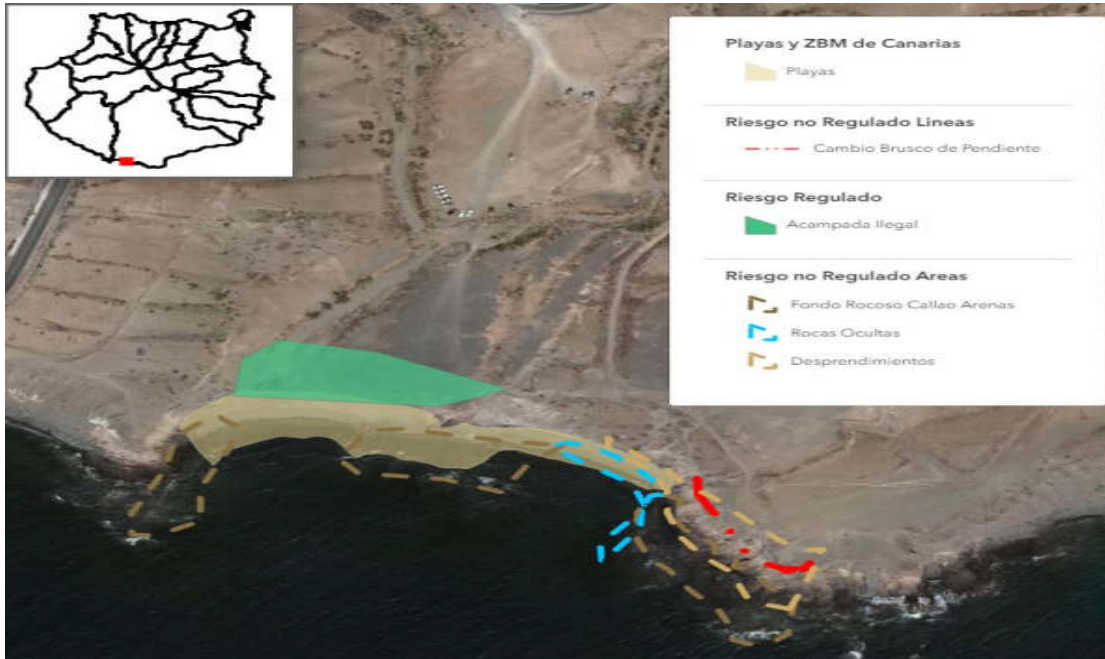 Playas y ZBM de Canarias
Playas
Riesgo no Regulado Lineas
Cambio Brusco de Pendiente
Riesgo Regulado
Acampada Ilegal
Riesgo no Regulado Areas
Fondo Rocoso Callao Arenas
Rocas Ocultas
Desprendimientos